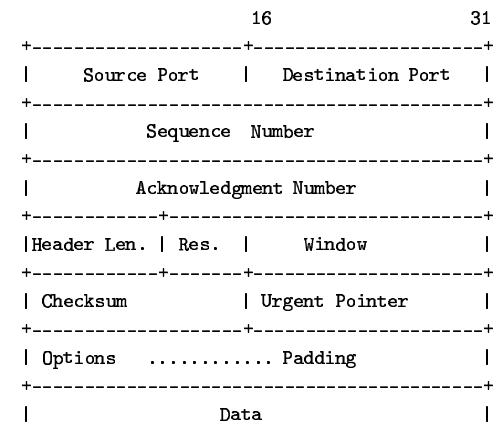 16 31
+--------------------+----------------------+
| Source Port | Destination Port |
+-------------------------------------------+
| Sequence Number |
+-------------------------------------------+
| Acknowledgment Number |
+------------+------------------------------+
|Header Len. | Res. | Window |
+------------+-------+----------------------+
| Checksum | Urgent Pointer |
+--------------------+----------------------+
| Options ............ Padding |
+-------------------------------------------+
| Data |